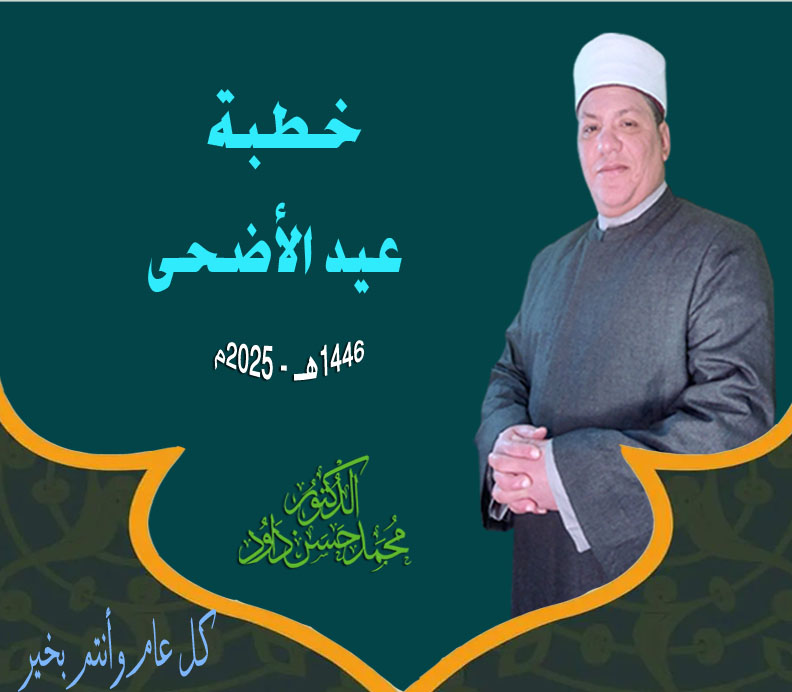 خطبة
عيد الأضحى
1446هـ - 2025م
الدكتور
محمد حسن داود
كل عام وأنتم بخير